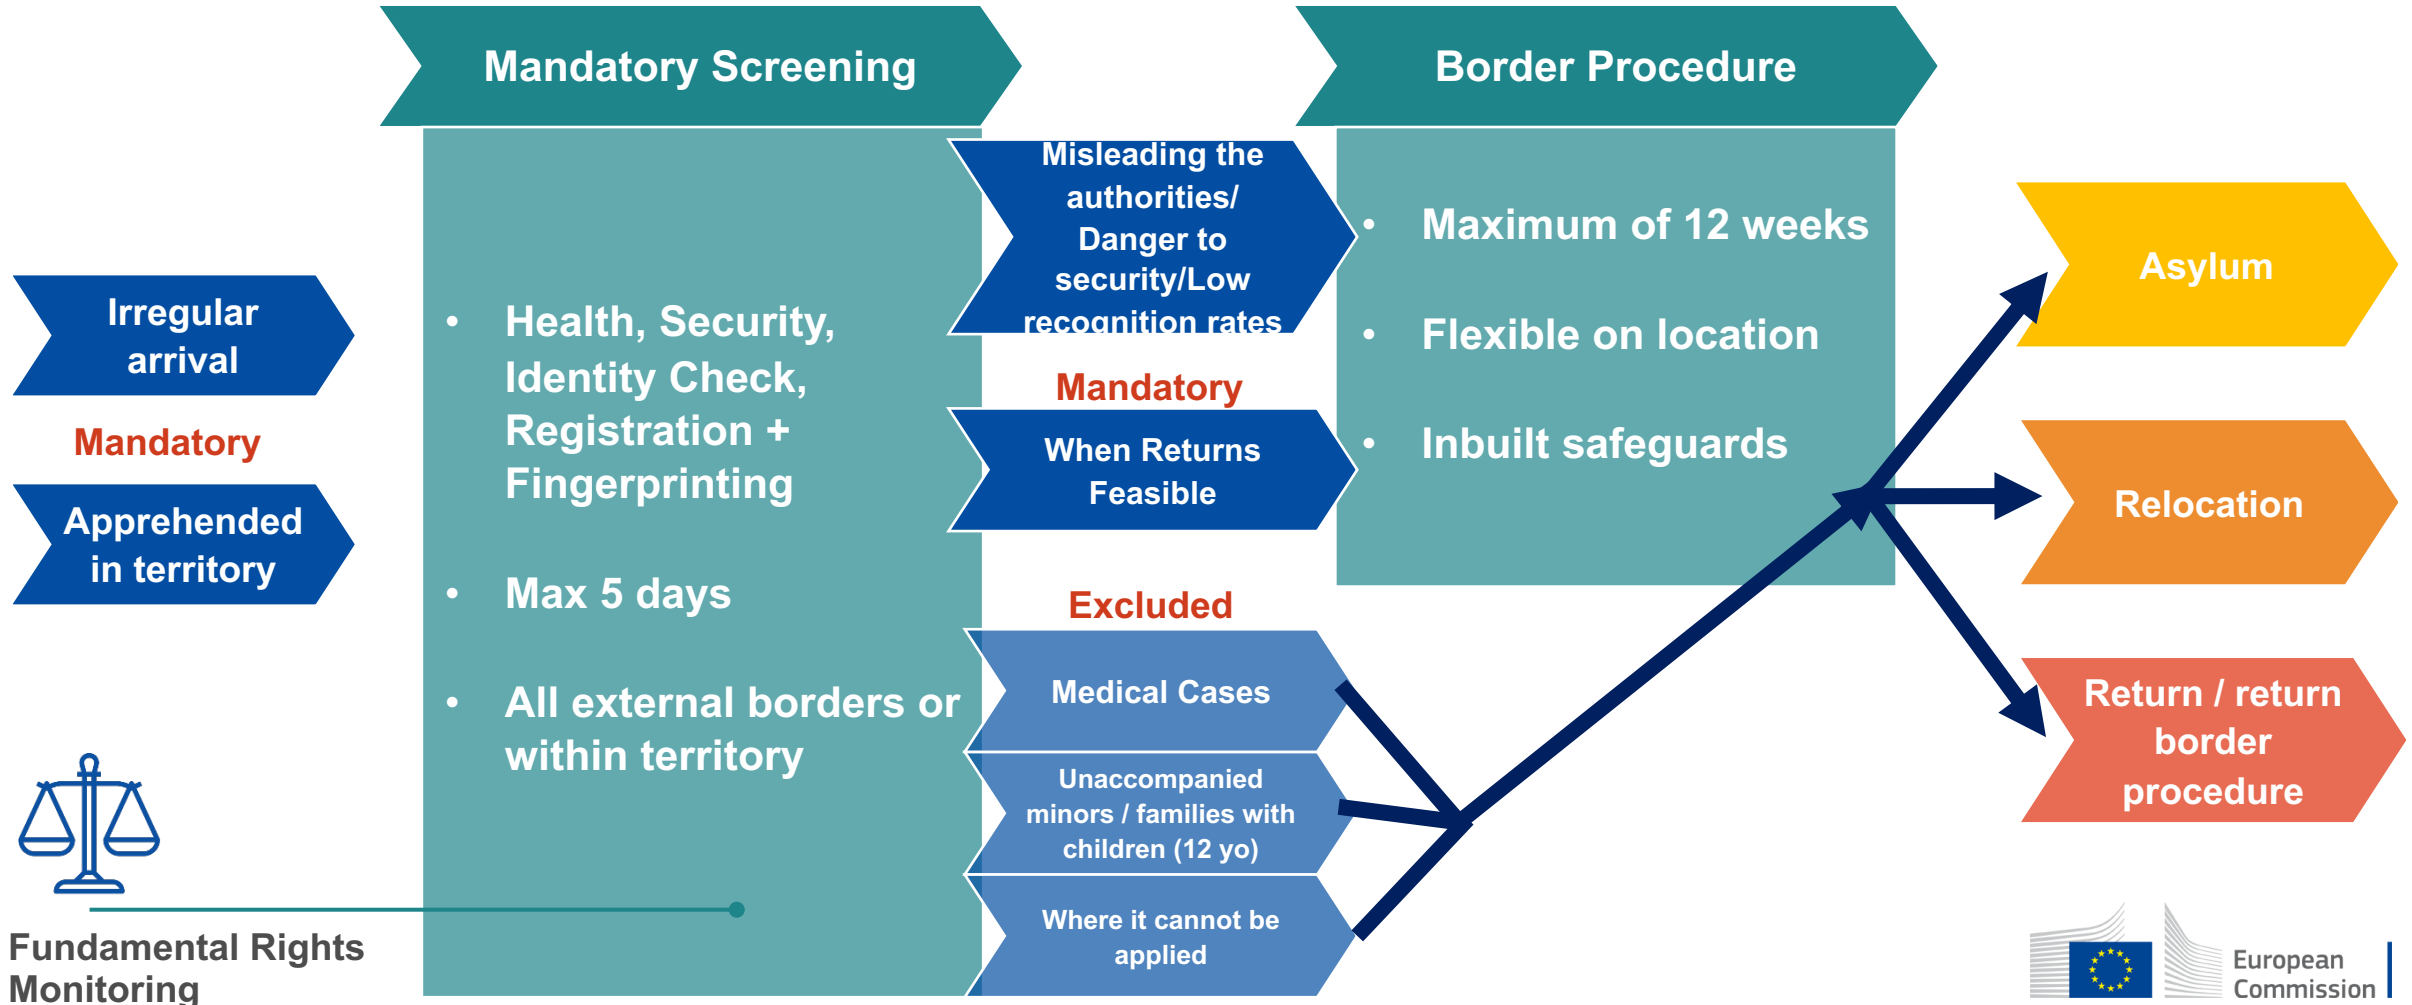 Mandatory Screening
Border Procedure
Irregular
arrival
Mandatory
Apprehended
in territory
• Health, Security,
Identity Check,
Registration +
Fingerprinting
• Max 5 days
• All external borders or
within territory
Misleading the
authorities/
Danger to
security/Low
recognition rates
Mandatory
When Returns
Feasible
Excluded
Medical Cases
Unaccompanied
minors / families with
children (12 yo)
Where it cannot be
applied
• Maximum of 12 weeks
• Flexible on location
• Inbuilt safeguards
Asylum
Relocation
Return / return
border
procedure
Fundamental Rights
Monitoring
European
Commission